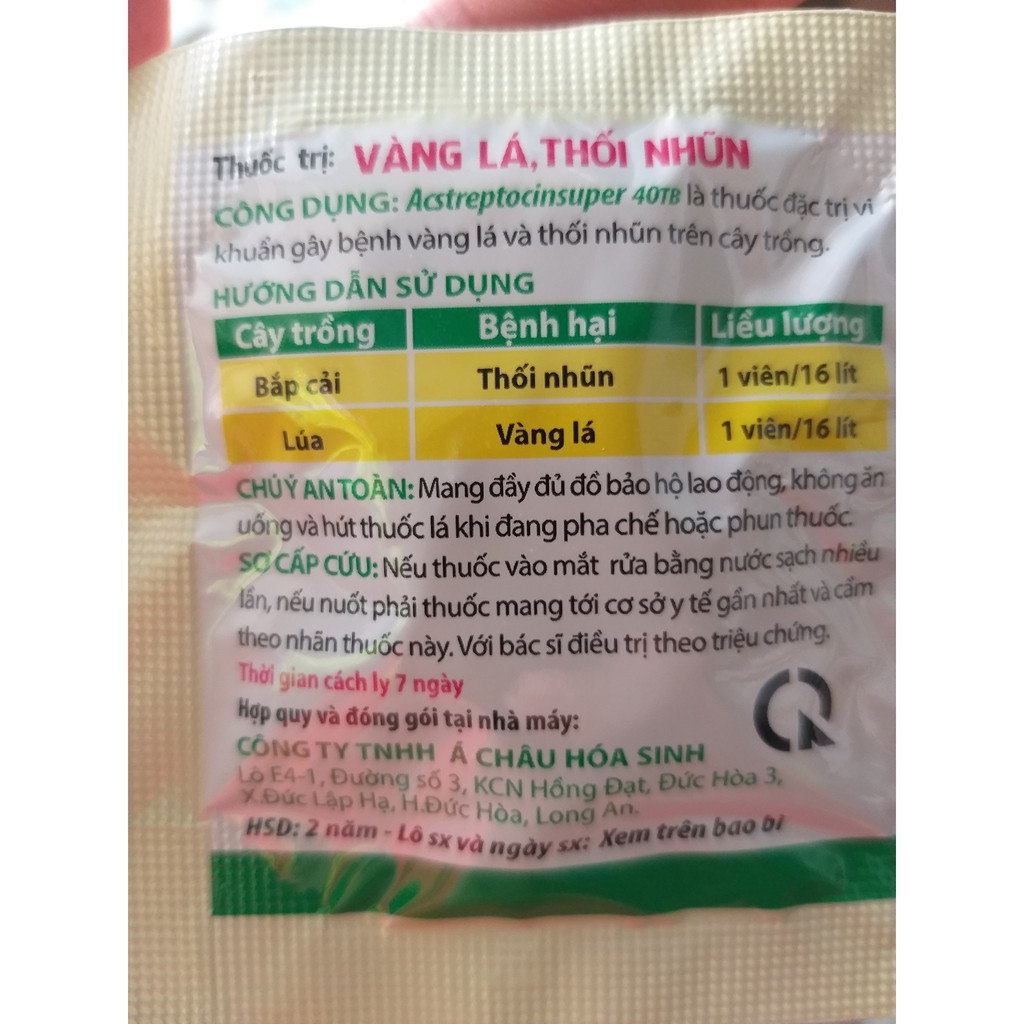 Thuốc trị: VÀNG LÁ, THỐI NHŨN
CÔNG DỤNG: Acstreptocinsuper 40TB là thuốc đặc trị vi
khuẩn gây bệnh vàng lá và thối nhũn trên cây trồng.
HƯỚNG DẪN SỬ DỤNG
Cây trồng Bệnh hại Liều lượng
Bắp cải Thối nhũn 1 viên/16 lít
Lúa Vàng lá 1 viên/16 lít
CHÚ Ý AN TOÀN: Mang đầy đủ đồ bảo hộ lao động, không ăn
uống và hút thuốc lá khi đang pha chế hoặc phun thuốc.
SƠ CẤP CỨU: Nếu thuốc vào mắt rửa bằng nước sạch nhiều
lần, nếu nuốt phải thuốc mang tới cơ sở y tế gần nhất và cầm
theo nhãn thuốc này. Với bác sĩ điều trị theo triệu chứng.
Thời gian cách ly 7 ngày
Hợp quy và đóng gói tại nhà máy:
CÔNG TY TNHH Á CHÂU HÓA SINH
Lô E4-1, Đường số 3, KCN Hồng Đạt, Đức Hòa 3,
X.Đức Lập Hạ, H.Đức Hòa, Long An.
HSD: 2 năm - Lô sx và ngày sx: Xem trên bao bì